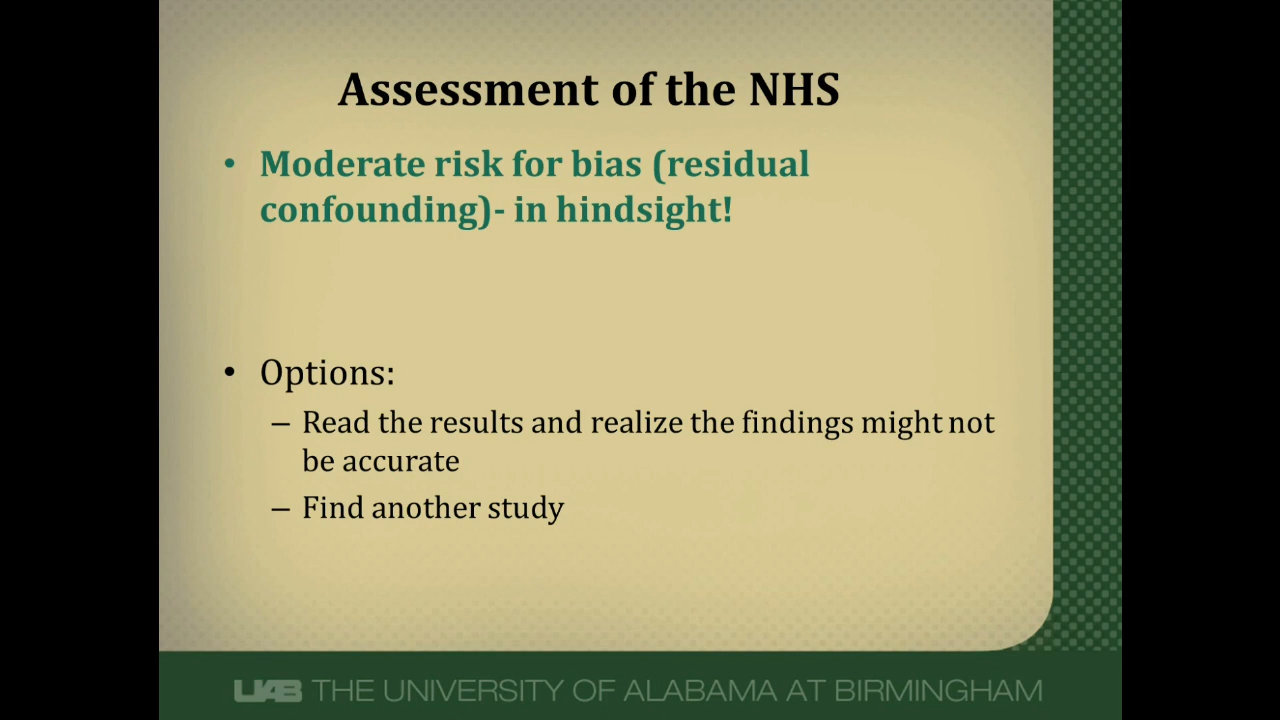 Assessment of the NHS
• Moderate risk for bias (residual
confounding)- in hindsight!
• Options:
– Read the results and realize the findings might not
be accurate
– Find another study
UAB THE UNIVERSITY OF ALABAMA AT BIRMINGHAM